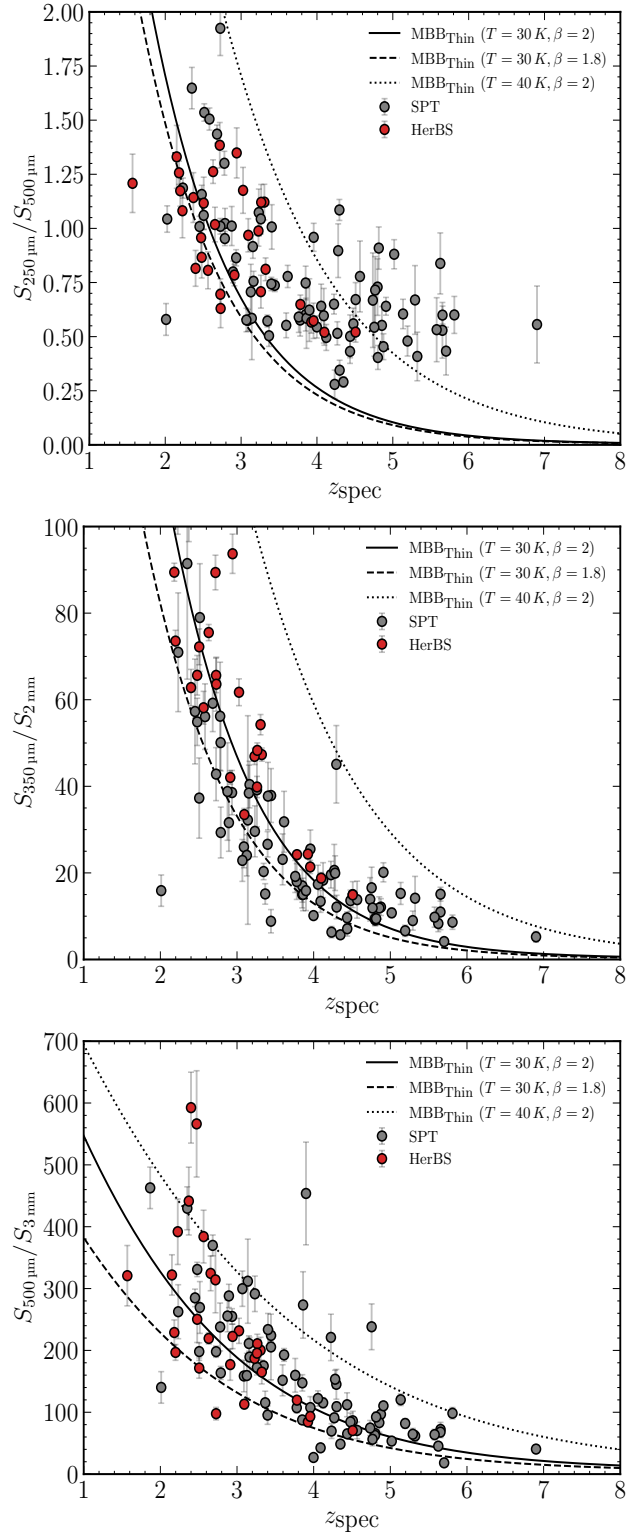 2.00
1.75
1.50
1.25
1.00
0.75
0.50
0.25
0.00
S250 μm/S500 μm
MBBThin (T = 30 K, β = 2)
MBBThin (T = 30 K, β = 1.8)
MBBThin (T = 40 K, β = 2)
SPT
HerBS
1 2 3 4 5 6 7 8
zspec
100
80
60
40
20
0
S350 μm/S2 mm
MBBThin (T = 30 K, β = 2)
MBBThin (T = 30 K, β = 1.8)
MBBThin (T = 40 K, β = 2)
SPT
HerBS
1 2 3 4 5 6 7 8
zspec
700
600
500
400
300
200
100
0
S500 μm/S3 mm
MBBThin (T = 30 K, β = 2)
MBBThin (T = 30 K, β = 1.8)
MBBThin (T = 40 K, β = 2)
SPT
HerBS
1 2 3 4 5 6 7 8
zspec